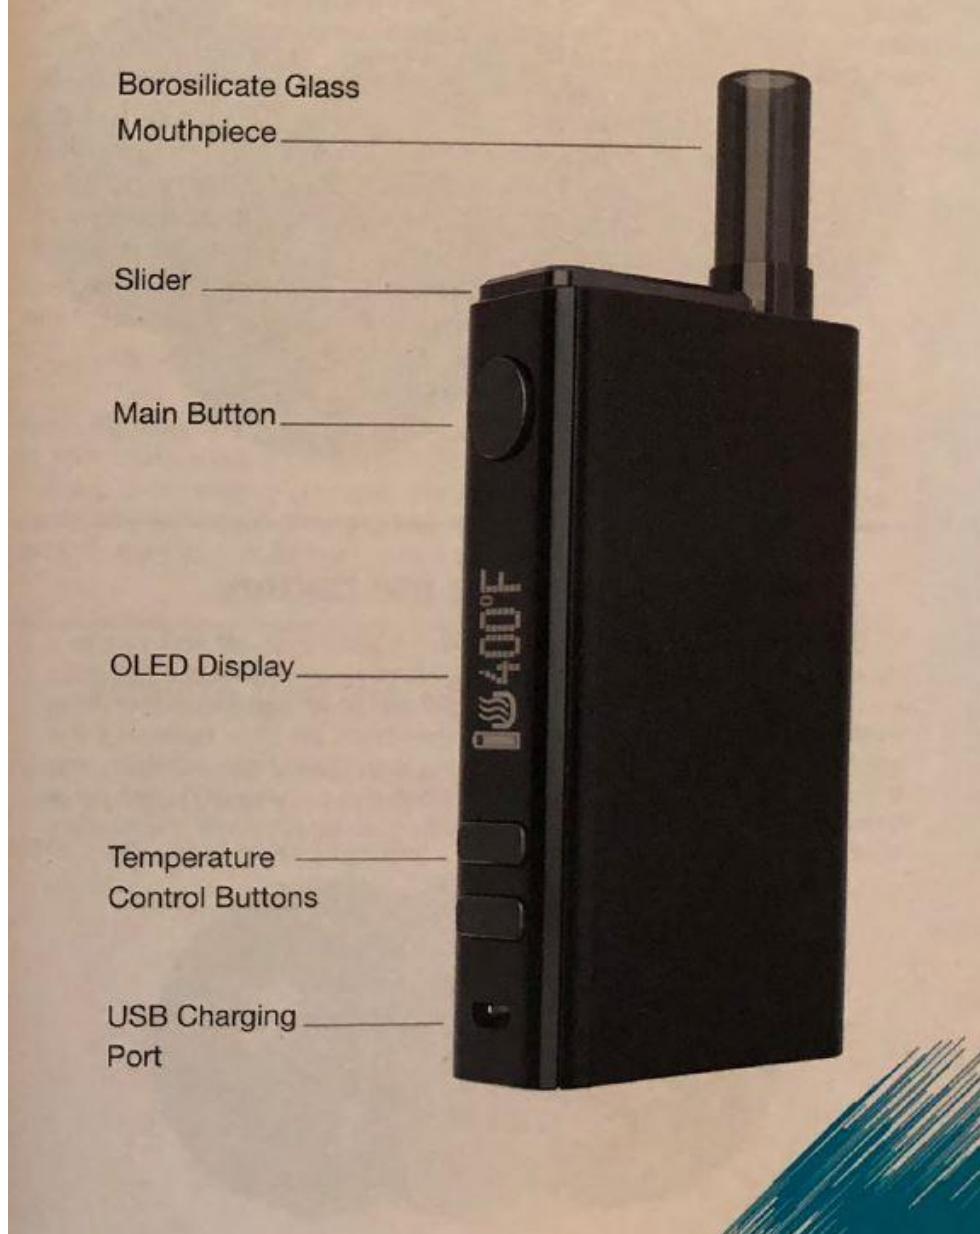 Borosilicate Glass
Mouthpiece
Slider
Main Button
400°F
OLED Display
Temperature
Control Buttons
USB Charging
Port